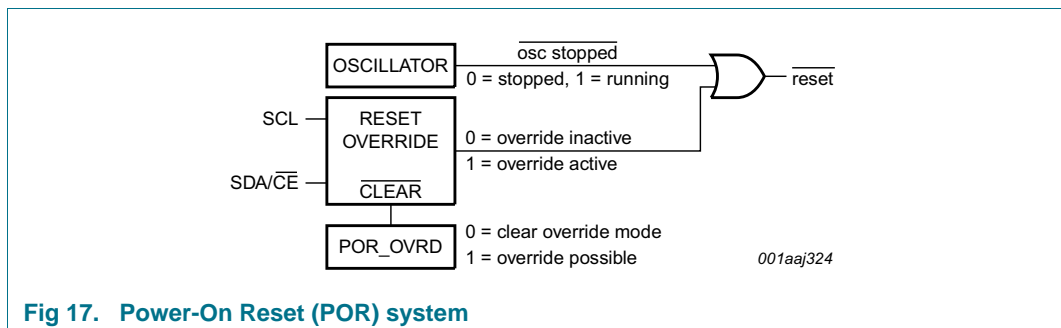 OSCILLATOR
osc stopped
0 = stopped, 1 = running
reset
SCL
RESET
OVERRIDE
0 = override inactive
1 = override active
SDA/CE
CLEAR
POR_OVRD
0 = clear override mode
1 = override possible
001aaj324
Fig 17. Power-On Reset (POR) system